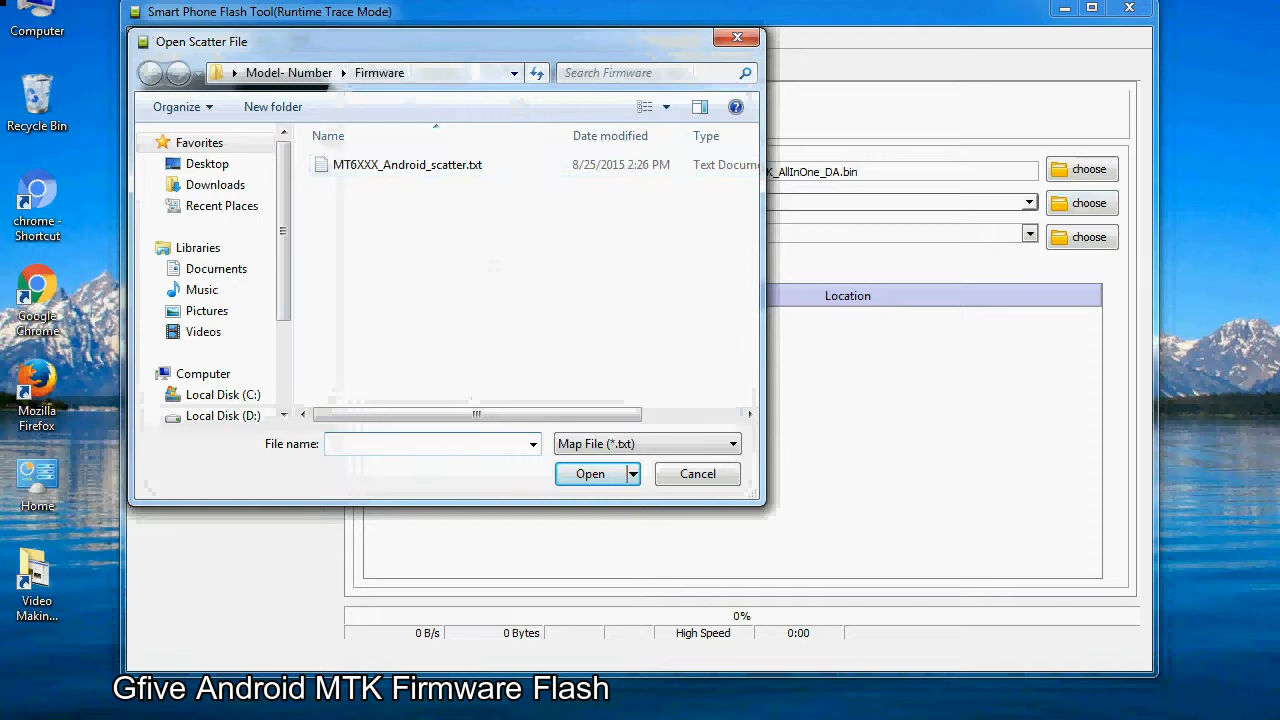 Computer
Recycle Bin
chrome -
Shortcut
Google
Chrome
Mozilla
Firefox
Home
Video
Makin...
Smart Phone Flash Tool(Runtime Trace Mode)
Open Scatter File
Model- Number
Firmware
Search Firmware
Organize
New folder
Favorites
Desktop
Downloads
Recent Places
Libraries
Documents
Music
Pictures
Videos
Computer
Local Disk (C:)
Local Disk (D:)
Name
Date modified
Type
MT6XXX_Android_scatter.txt
8/25/2015 2:26 PM
Text Docum
File name:
Map File (*.txt)
Open
Cancel
K_AllInOne_DA.bin
choose
choose
choose
Location
0%
0 B/s
0 Bytes
High Speed
0:00
Gfive Android MTK Firmware Flash